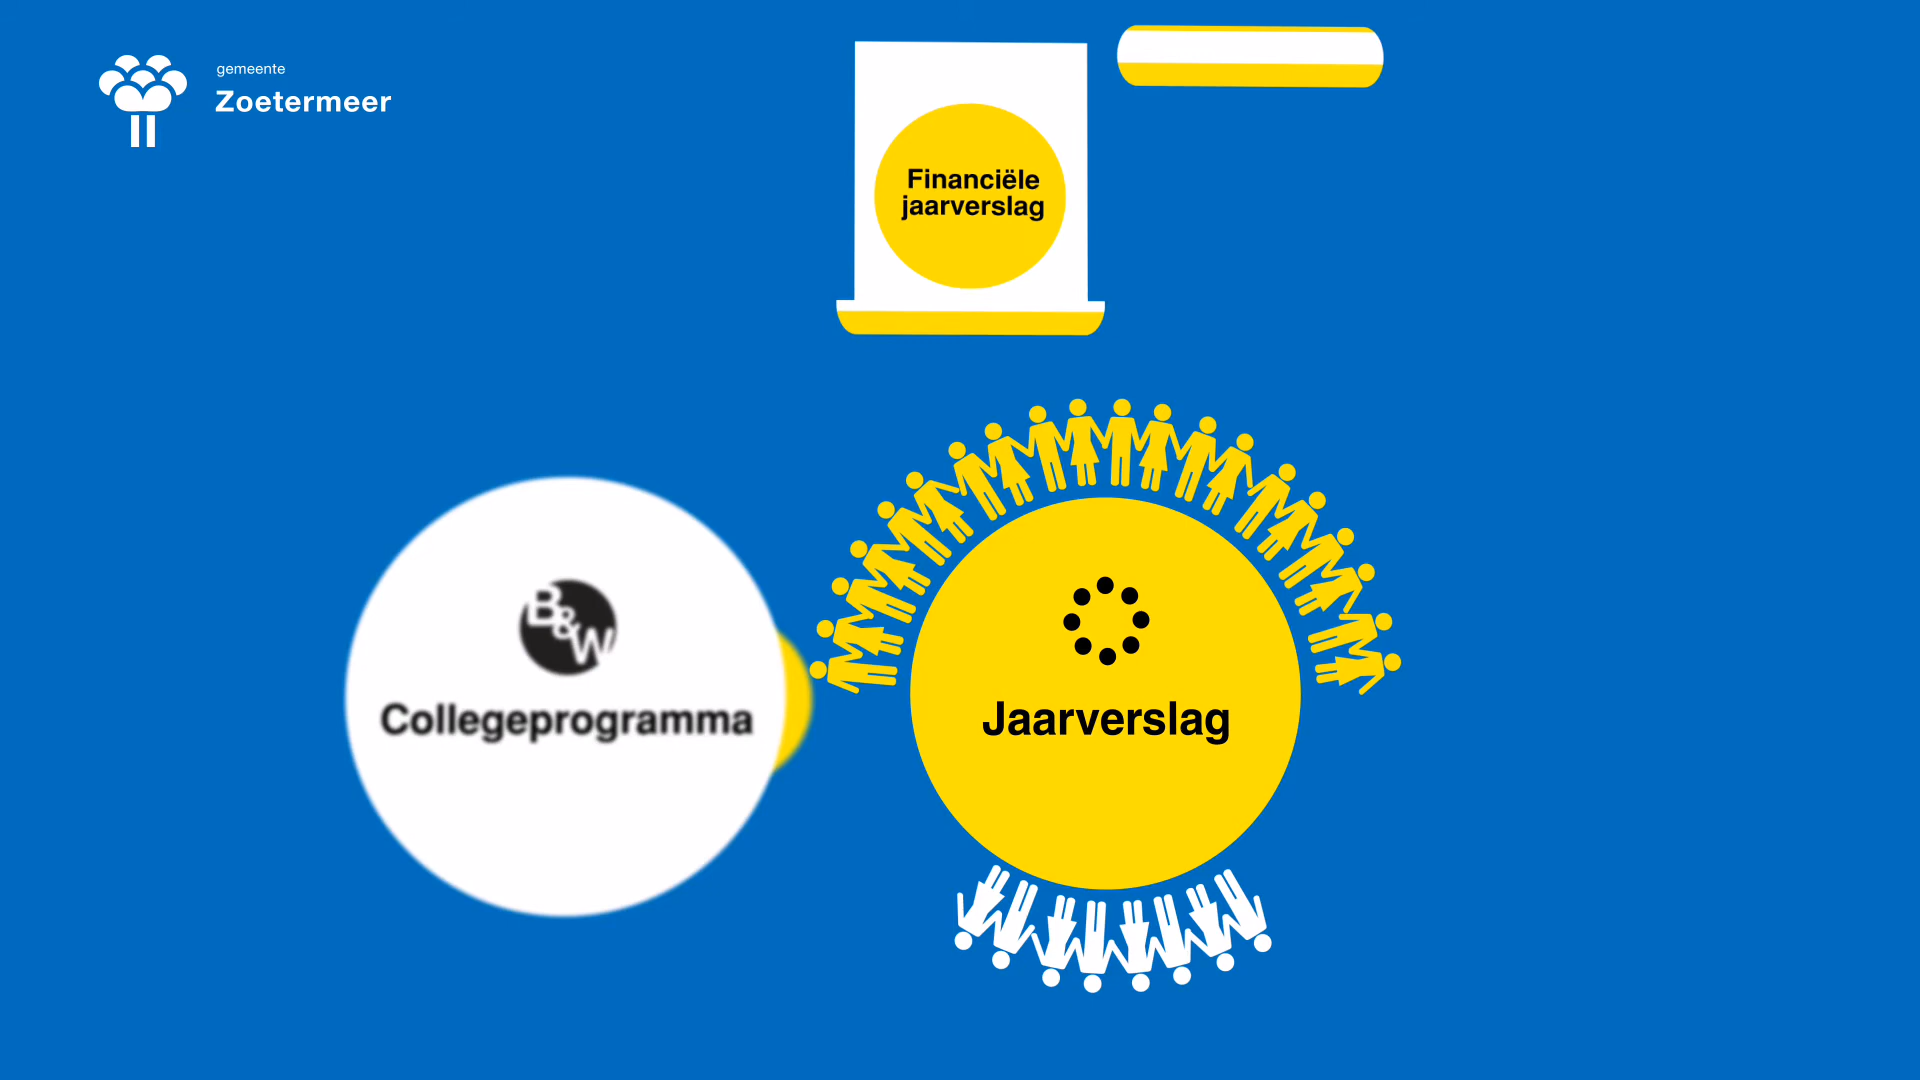 gemeente
Zoetermeer
Financiële
jaarverslag
B&W
Collegeprogramma
Jaarverslag